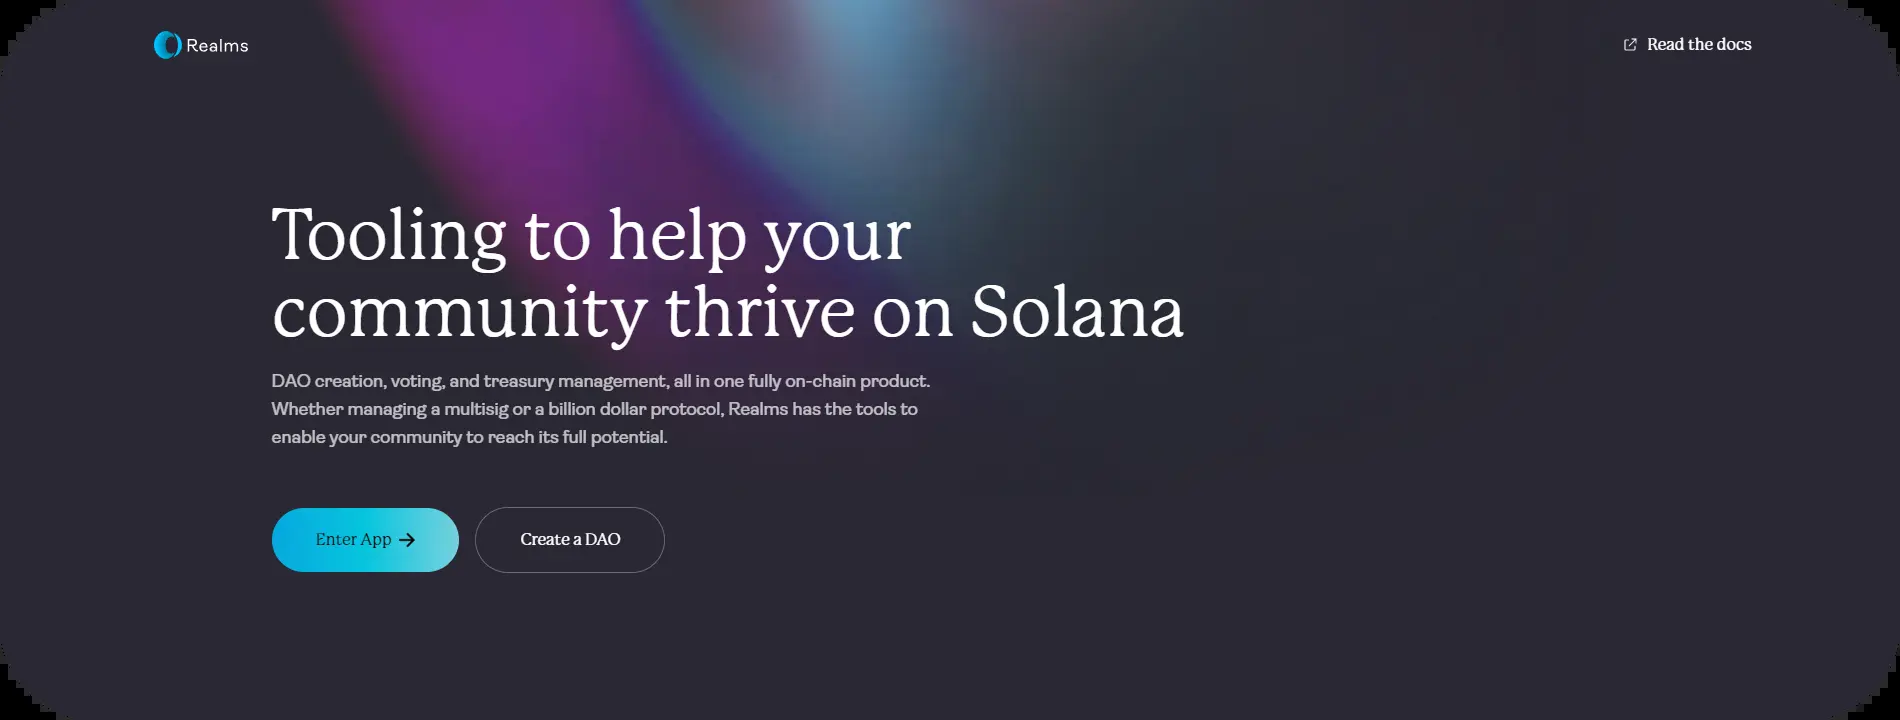 Realms
Read the docs
Tooling to help your
community thrive on Solana
DAO creation, voting, and treasury management, all in one fully on-chain product.
Whether managing a multisig or a billion dollar protocol, Realms has the tools to
enable your community to reach its full potential.
Enter App
Create a DAO